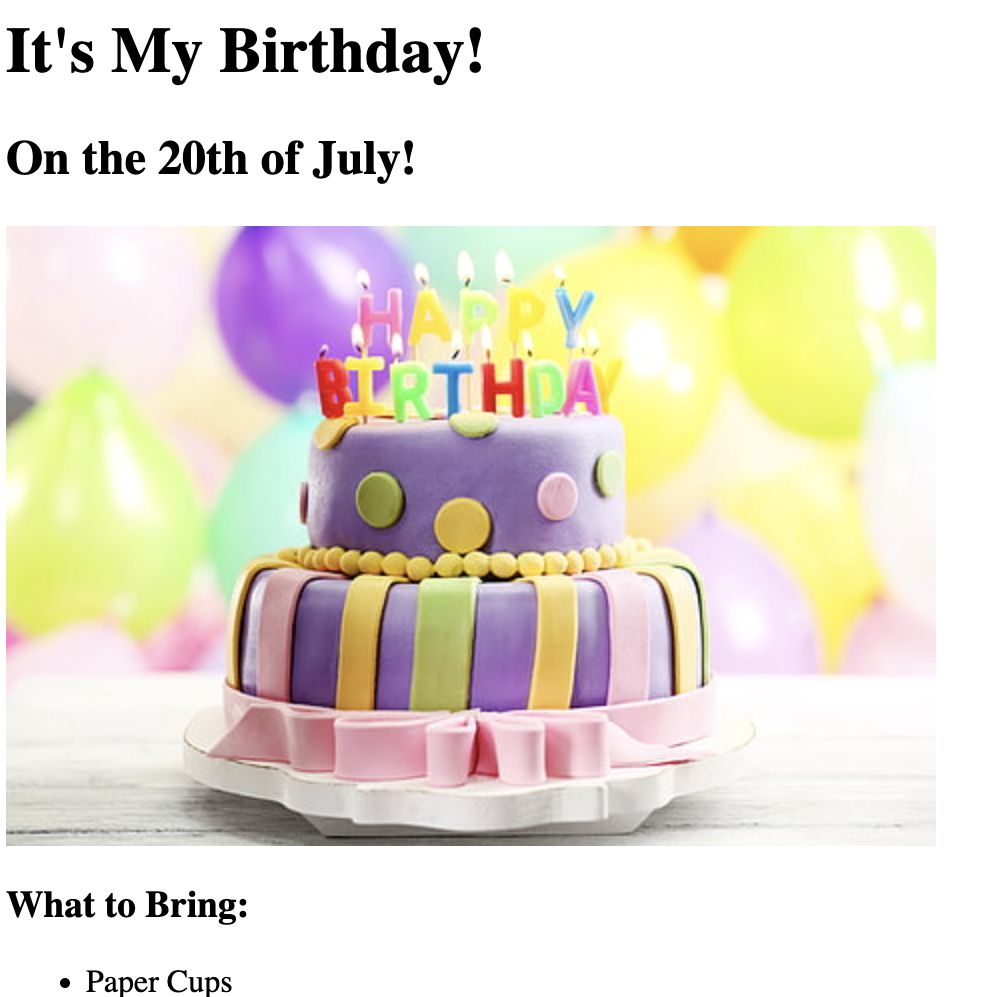 It's My Birthday!
On the 20th of July!
HAPPY
BIRTHDAY
What to Bring:
Paper Cups